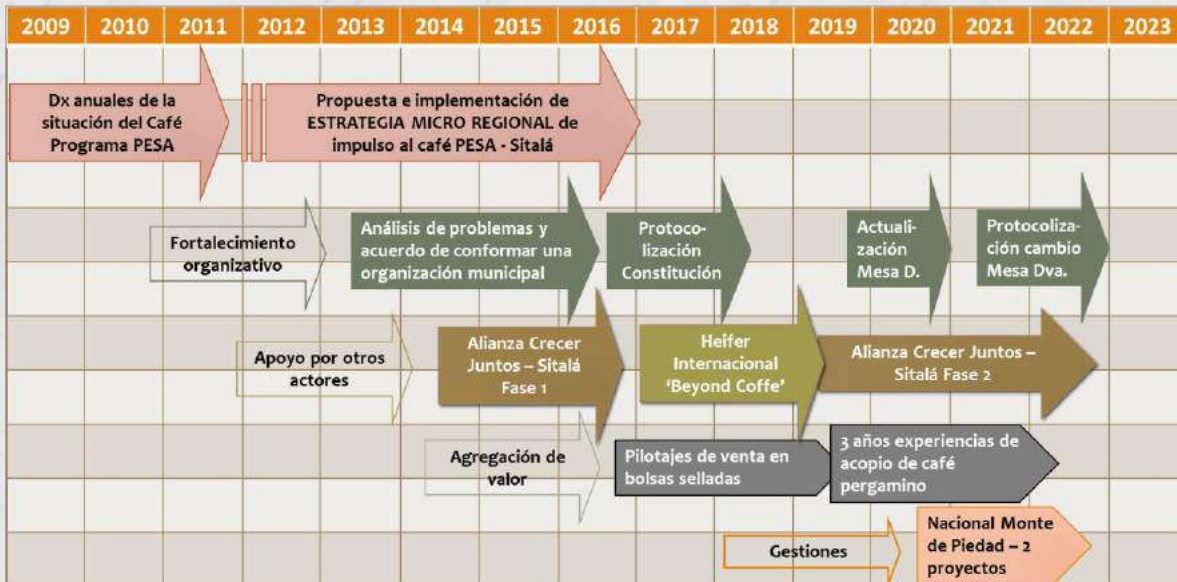 2009 2010 2011 2012 2013 2014 2015 2016 2017 2018 2019 2020 2021 2022 2023
Dx anuales de la
situación del Café
Programa PESA
Propuesta e implementación de
ESTRATEGIA MICRO REGIONAL de
impulso al café PESA - Sitalá
Fortalecimiento
organizativo
Análisis de problemas y
acuerdo de conformar una
organización municipal
Protoco-
lización
Constitución
Actuali-
zación
Mesa D.
Protocoliza-
ción cambio
Mesa Dva.
Apoyo por otros
actores
Alianza Crecer
Juntos – Sitalá
Fase 1
Heifer
Internacional
‘Beyond Coffe’
Alianza Crecer Juntos –
Sitalá Fase 2
Agregación de
valor
Pilotajes de venta en
bolsas selladas
3 años experiencias de
acopio de café
pergamino
Gestiones
Nacional Monte
de Piedad – 2
proyectos